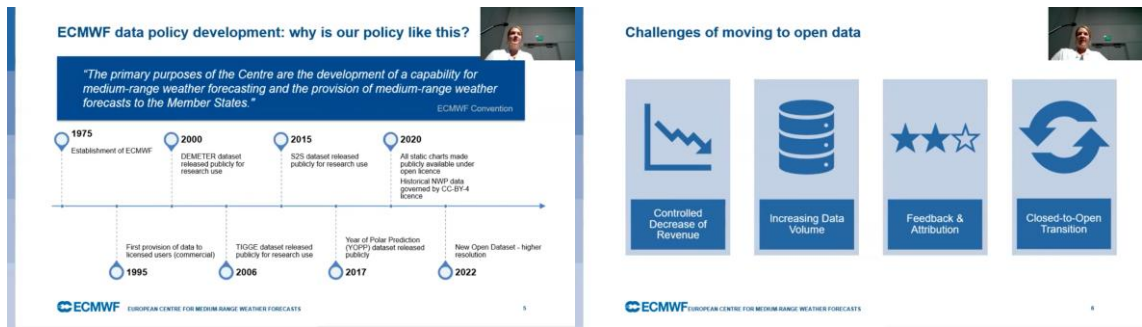 ECMWF data policy development: why is our policy like this?
“The primary purposes of the Centre are the development of a capability for
medium-range weather forecasting and the provision of medium-range weather
forecasts to the Member States.”
ECMWF Convention
1975
Establishment of ECMWF
2000
DEMETER dataset
released publicly for
research use
2015
S2S dataset released
publicly for research use
2020
All static charts made
publicly available under
open licence
Historical NWP data
governed by CC-BY-4
licence
First provision of data to
licensed users (commercial)
1995
TIGGE dataset released
publicly for research use
2006
Year of Polar Prediction
(YOPP) dataset released
publicly
2017
New Open Dataset - higher
resolution
2022
ECMWF EUROPEAN CENTRE FOR MEDIUM-RANGE WEATHER FORECASTS
5
Challenges of moving to open data
Controlled
Decrease of
Revenue
Increasing Data
Volume
Feedback &
Attribution
Closed-to-Open
Transition
ECMWF EUROPEAN CENTRE FOR MEDIUM-RANGE WEATHER FORECASTS
6